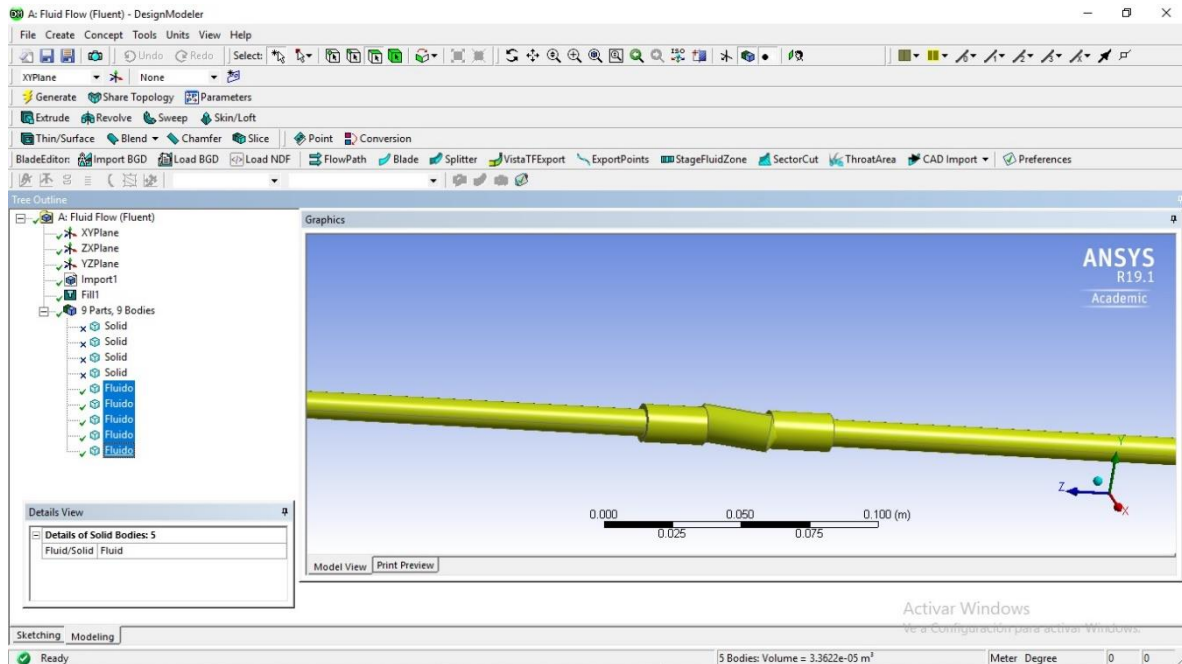 A: Fluid Flow (Fluent) - DesignModeler
File Create Concept Tools Units View Help
Undo Redo Select:
XYPlane None
Generate Share Topology Parameters
Extrude Revolve Sweep Skin/Loft
Thin/Surface Blend Chamfer Slice Point Conversion
BladeEditor: Import BGD Load BGD Load NDF FlowPath Blade Splitter VistaTFExport ExportPoints StageFluidZone SectorCut ThroatArea CAD Import Preferences
Tree Outline
A: Fluid Flow (Fluent)
XYPlane
ZXPlane
YZPlane
Import1
Fill1
9 Parts, 9 Bodies
Solid
Solid
Solid
Solid
Fluido
Fluido
Fluido
Fluido
Fluido
Details View
Details of Solid Bodies: 5
Fluid/Solid Fluid
Graphics
ANSYS
R19.1
Academic
Y
Z
X
0.000 0.050 0.100 (m)
0.025 0.075
Model View Print Preview
Activar Windows
Ve a Configuración para activar Windows.
Sketching Modeling
Ready 5 Bodies: Volume = 3.3622e-05 m³ Meter Degree 0 0